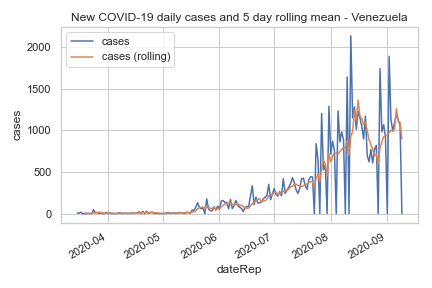 New COVID-19 daily cases and 5 day rolling mean - Venezuela
cases
cases (rolling)
2000
1500
1000
500
0
cases
2020-04
2020-05
2020-06
2020-07
2020-08
2020-09
dateRep